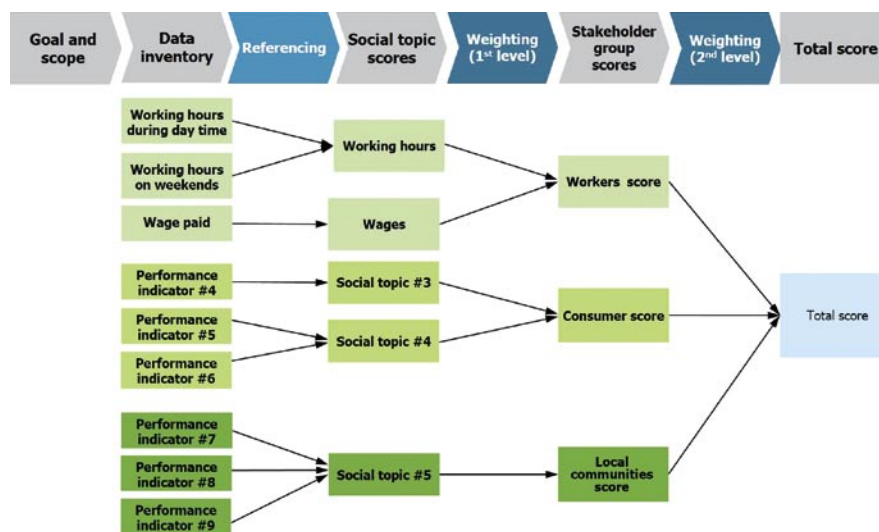 Goal and
scope
Data
inventory
Referencing
Social topic
scores
Weighting
(1st level)
Stakeholder
group
scores
Weighting
(2nd level)
Total score
Working hours
during day time
Working hours
on weekends
Wage paid
Performance
indicator #4
Performance
indicator #5
Performance
indicator #6
Performance
indicator #7
Performance
indicator #8
Performance
indicator #9
Working hours
Wages
Social topic #3
Social topic #4
Social topic #5
Workers score
Consumer score
Local
communities
score
Total score